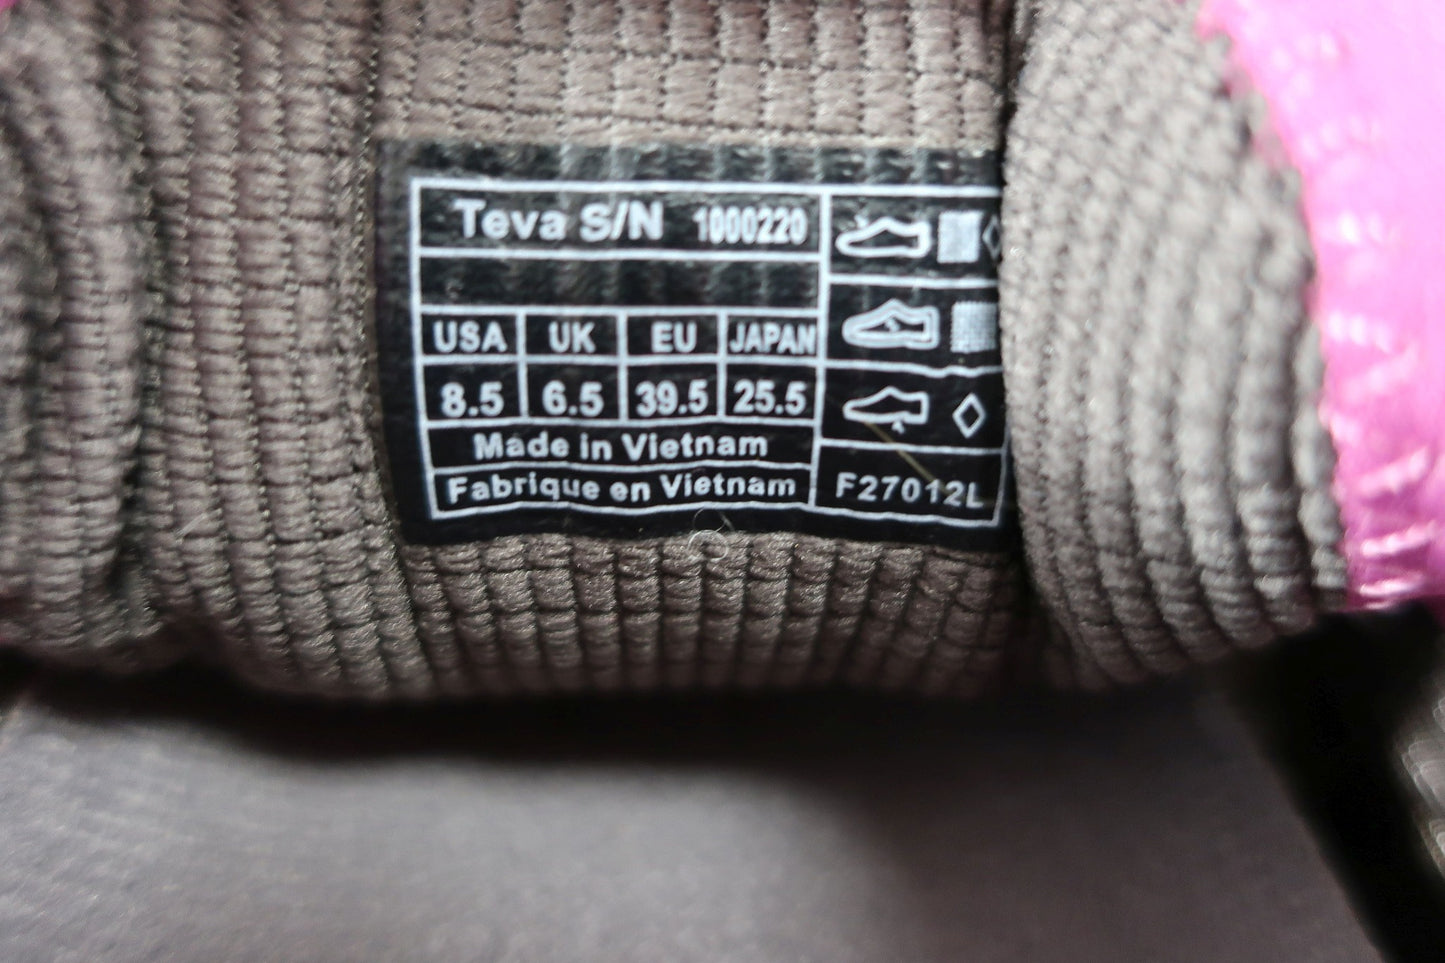 Teva S/N 1000220
USA UK EU JAPAN
8.5 6.5 39.5 25.5
Made in Vietnam
Fabrique en Vietnam
F27012L